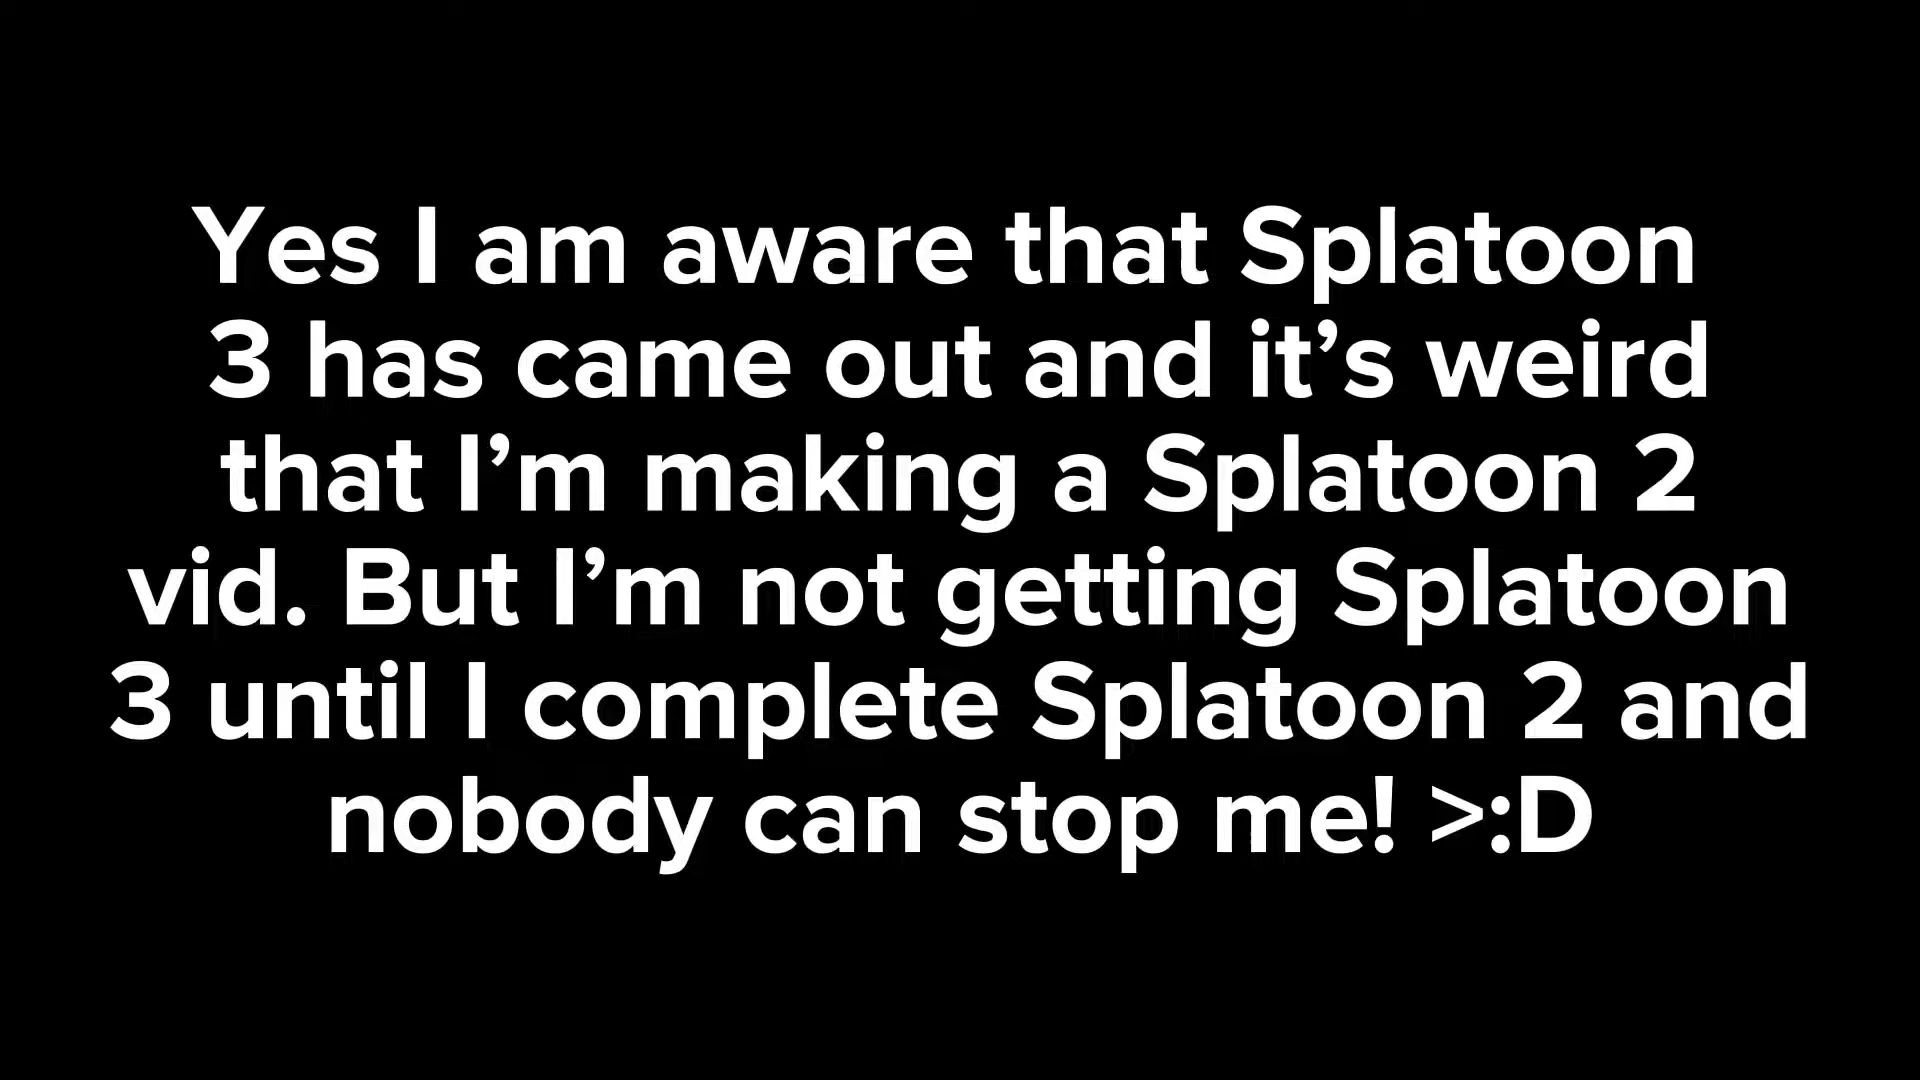 Yes I am aware that Splatoon
3 has came out and it’s weird
that I’m making a Splatoon 2
vid. But I’m not getting Splatoon
3 until I complete Splatoon 2 and
nobody can stop me! >:D